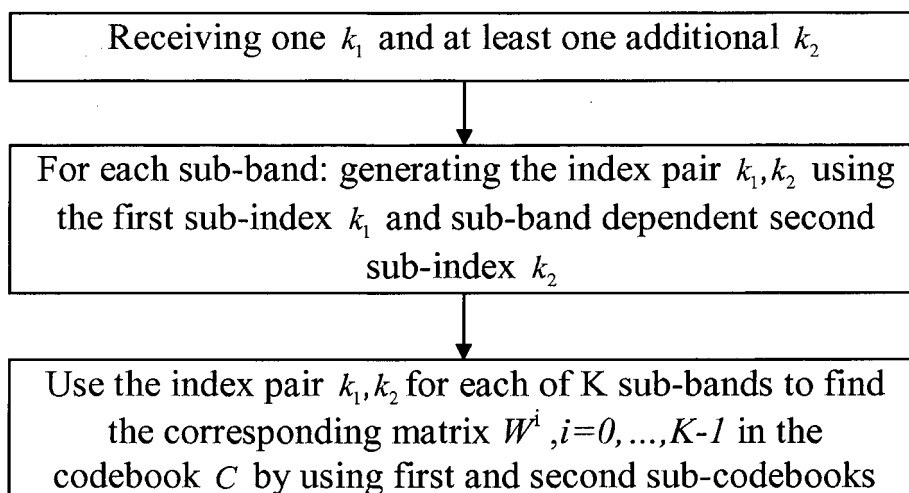 Receiving one k₁ and at least one additional k₂
For each sub-band: generating the index pair k₁,k₂ using
the first sub-index k₁ and sub-band dependent second
sub-index k₂
Use the index pair k₁,k₂ for each of K sub-bands to find
the corresponding matrix Wⁱ ,i=0,...,K-1 in the
codebook C by using first and second sub-codebooks